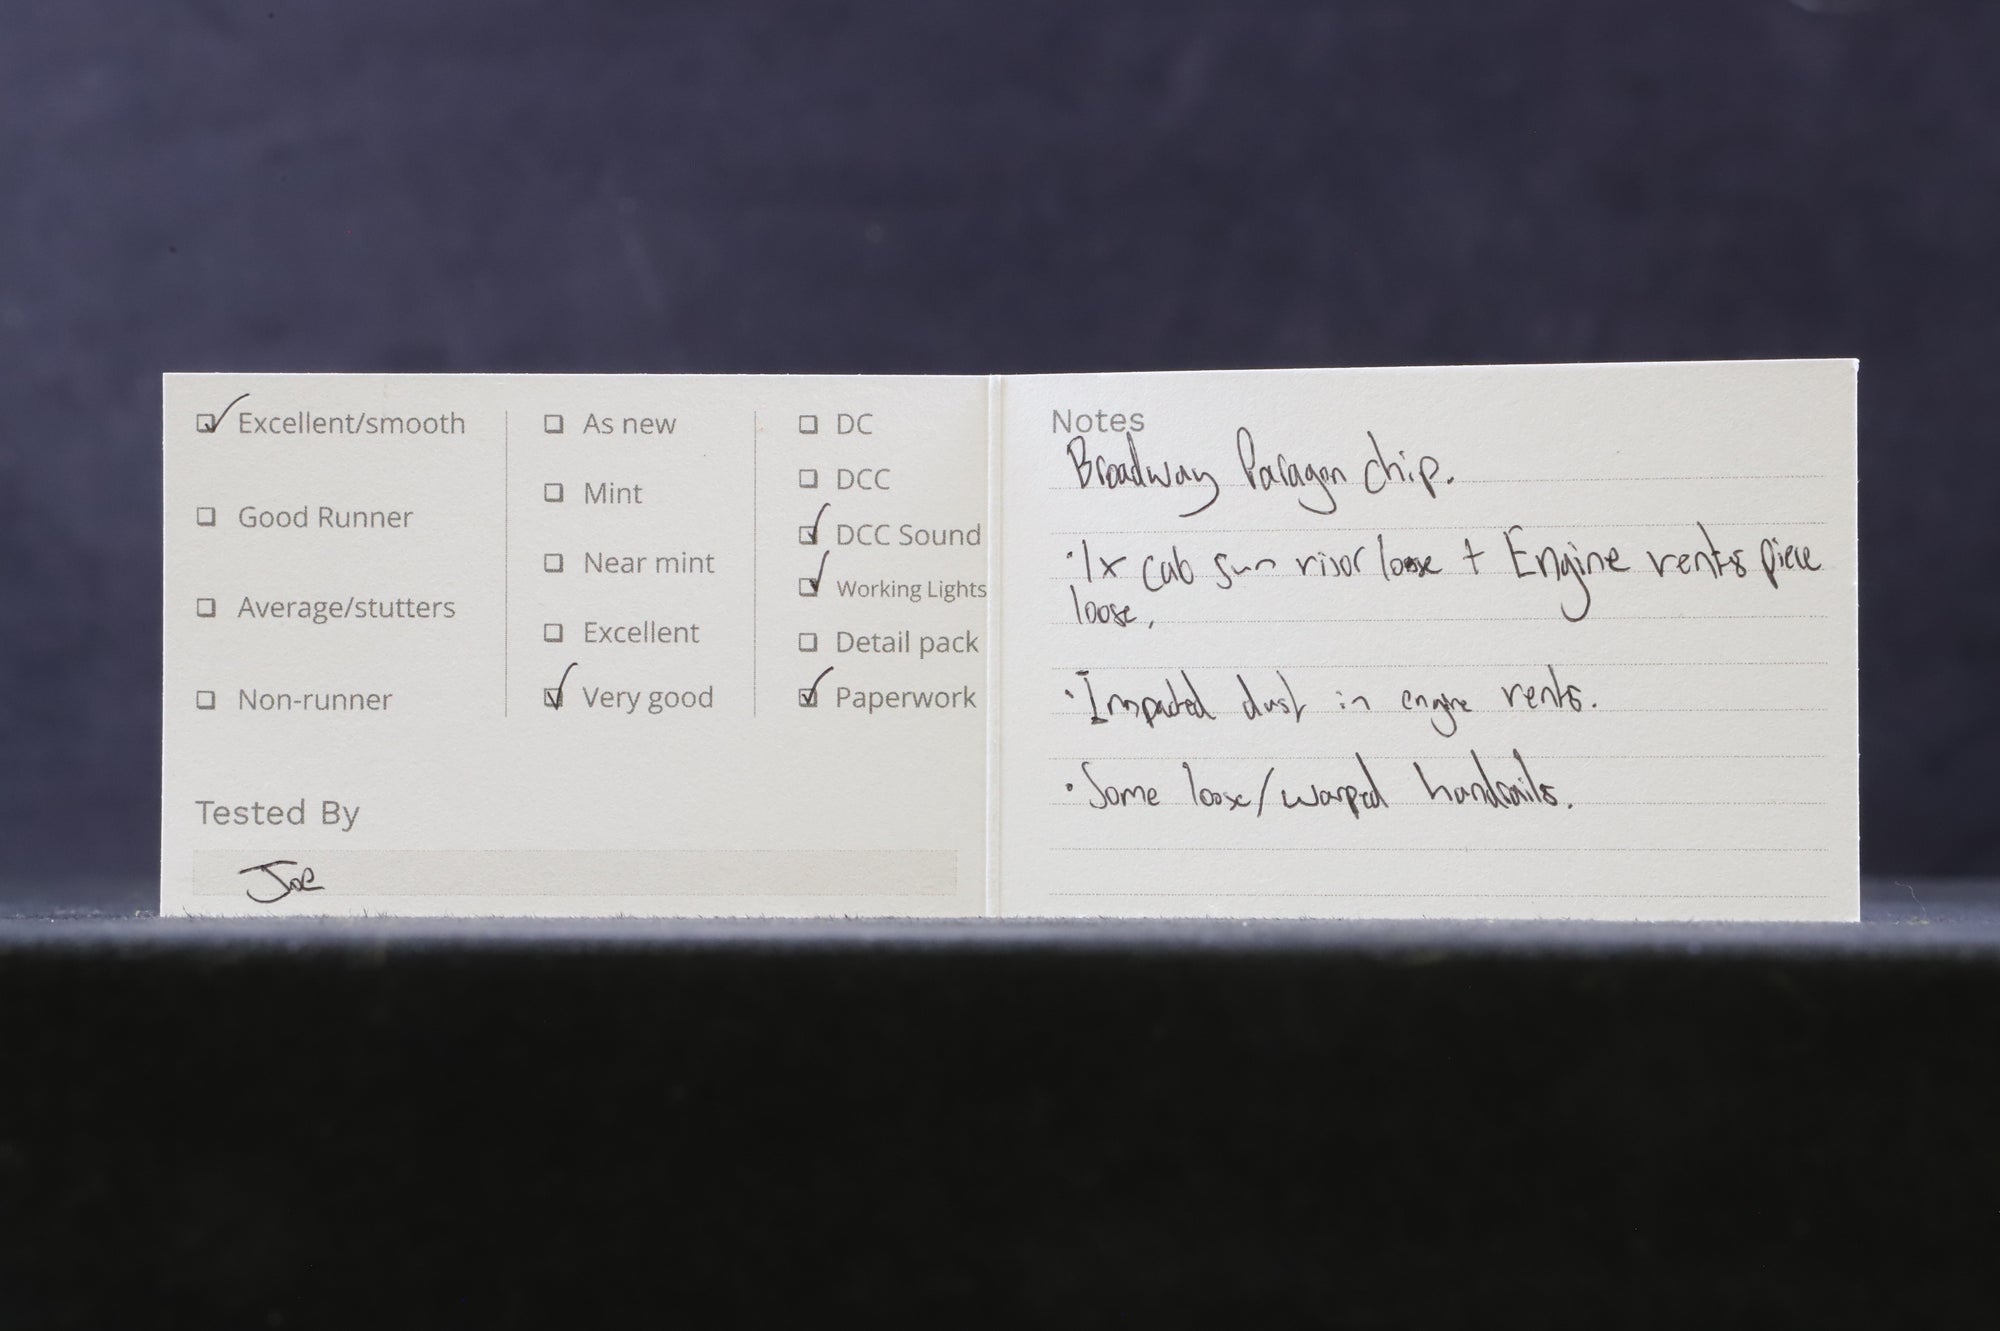 Excellent/smooth
Good Runner
Average/stutters
Non-runner
As new
Mint
Near mint
Excellent
Very good
DC
DCC
DCC Sound
Working Lights
Detail pack
Paperwork
Tested By
Joe
Notes
Broadway Paragon chip.
· 1x cab sun visor loose + Engine vents piece
loose.
· Impacted dust in engine vents.
· Some loose/warped handrails.